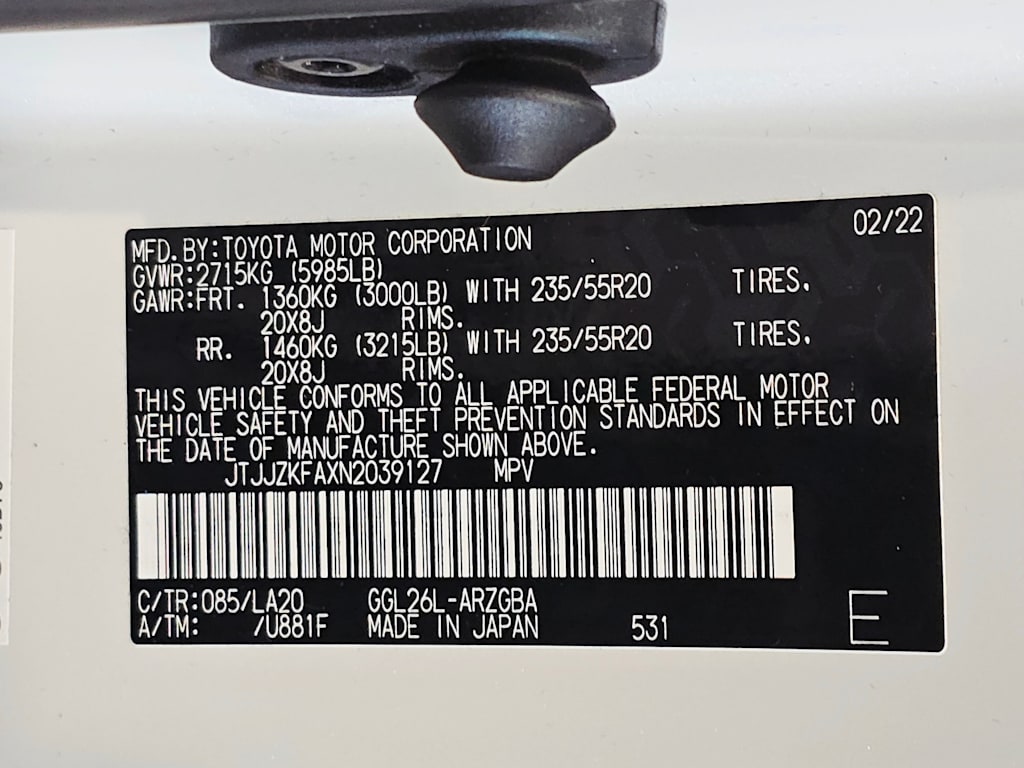 MFD. BY: TOYOTA MOTOR CORPORATION 02/22
GVWR: 2715KG (5985LB)
GAWR: FRT. 1360KG (3000LB) WITH 235/55R20 TIRES.
20X8J RIMS.
RR. 1460KG (3215LB) WITH 235/55R20 TIRES.
20X8J RIMS.
THIS VEHICLE CONFORMS TO ALL APPLICABLE FEDERAL MOTOR
VEHICLE SAFETY AND THEFT PREVENTION STANDARDS IN EFFECT ON
THE DATE OF MANUFACTURE SHOWN ABOVE.
JTJJZKFAXN2039127 MPV
C/TR: 085/LA20 GGL26L-ARZGBA
A/TM: /U881F MADE IN JAPAN 531 E